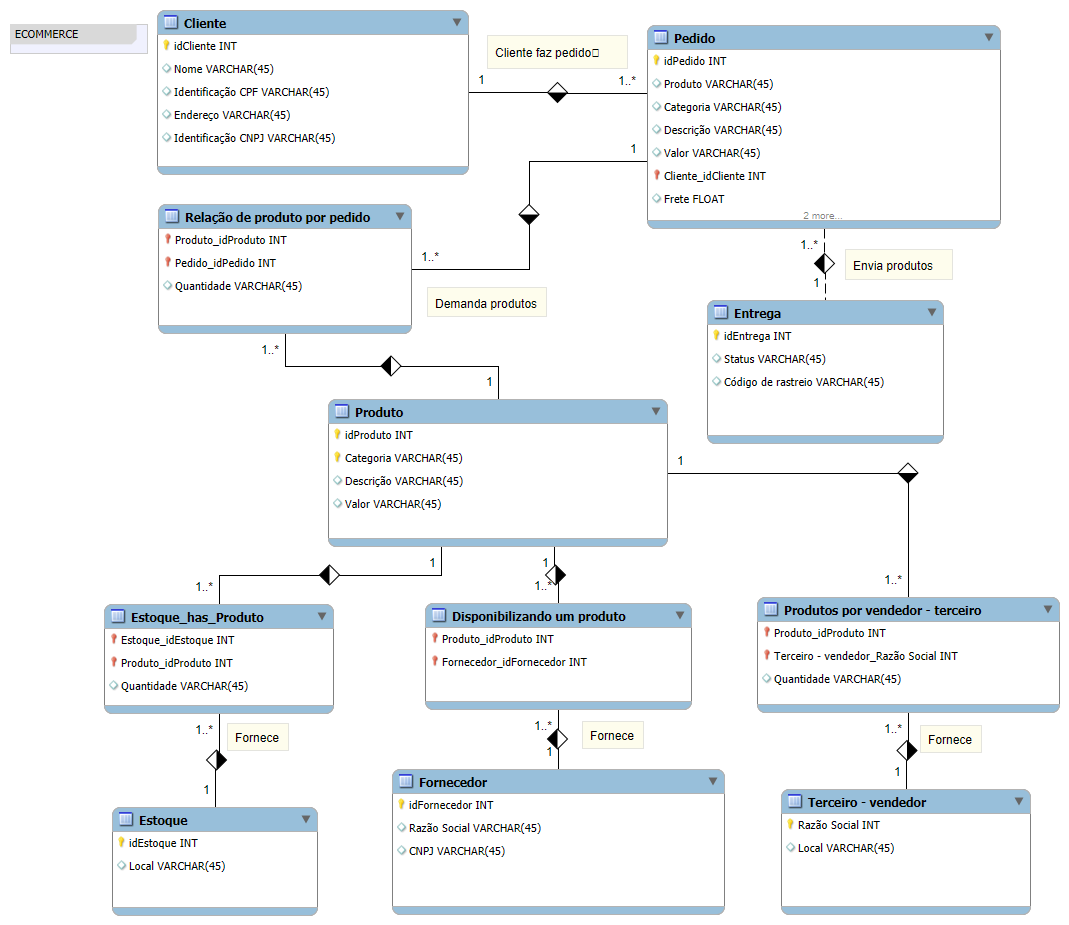 ECOMMERCE
Cliente
idCliente INT
Nome VARCHAR(45)
Identificação CPF VARCHAR(45)
Endereço VARCHAR(45)
Identificação CNPJ VARCHAR(45)
Cliente faz pedido
1
1..*
Pedido
idPedido INT
Produto VARCHAR(45)
Categoria VARCHAR(45)
Descrição VARCHAR(45)
Valor VARCHAR(45)
Cliente_idCliente INT
Frete FLOAT
2 more...
1
1..*
Relação de produto por pedido
Produto_idProduto INT
Pedido_idPedido INT
Quantidade VARCHAR(45)
Demanda produtos
1..*
1
Envia produtos
Entrega
idEntrega INT
Status VARCHAR(45)
Código de rastreio VARCHAR(45)
1..*
1
Produto
idProduto INT
Categoria VARCHAR(45)
Descrição VARCHAR(45)
Valor VARCHAR(45)
1
1..*
1
1..*
1
1..*
Estoque_has_Produto
Estoque_idEstoque INT
Produto_idProduto INT
Quantidade VARCHAR(45)
Disponibilizando um produto
Produto_idProduto INT
Fornecedor_idFornecedor INT
Produtos por vendedor - terceiro
Produto_idProduto INT
Terceiro - vendedor_Razão Social INT
Quantidade VARCHAR(45)
1..*
Fornece
1
1..*
Fornece
1
1..*
Fornece
1
Estoque
idEstoque INT
Local VARCHAR(45)
Fornecedor
idFornecedor INT
Razão Social VARCHAR(45)
CNPJ VARCHAR(45)
Terceiro - vendedor
Razão Social INT
Local VARCHAR(45)